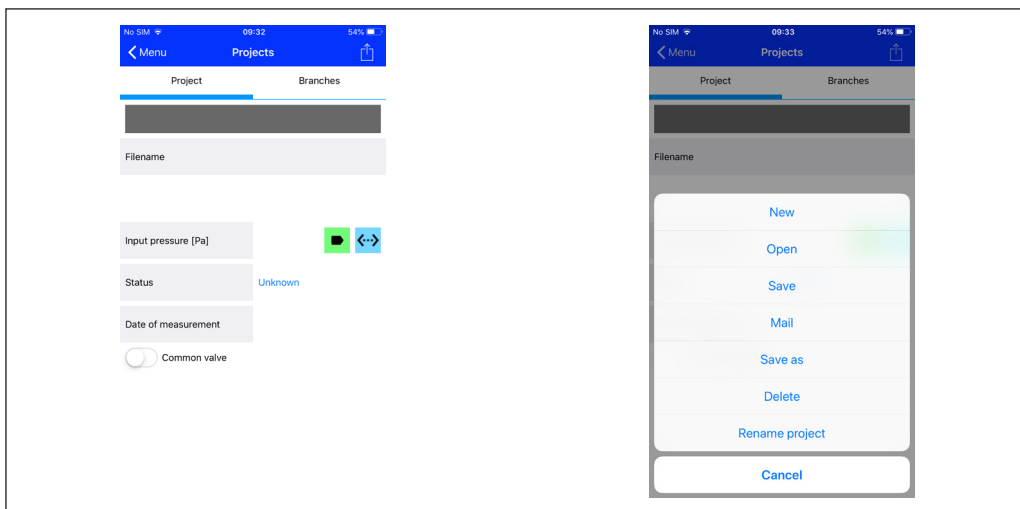 No SIM 09:32 54%
Menu Projects
Project Branches
Filename
Input pressure [Pa]
Status Unknown
Date of measurement
Common valve
No SIM 09:33 54%
Menu Projects
Project Branches
Filename
New
Open
Save
Mail
Save as
Delete
Rename project
Cancel